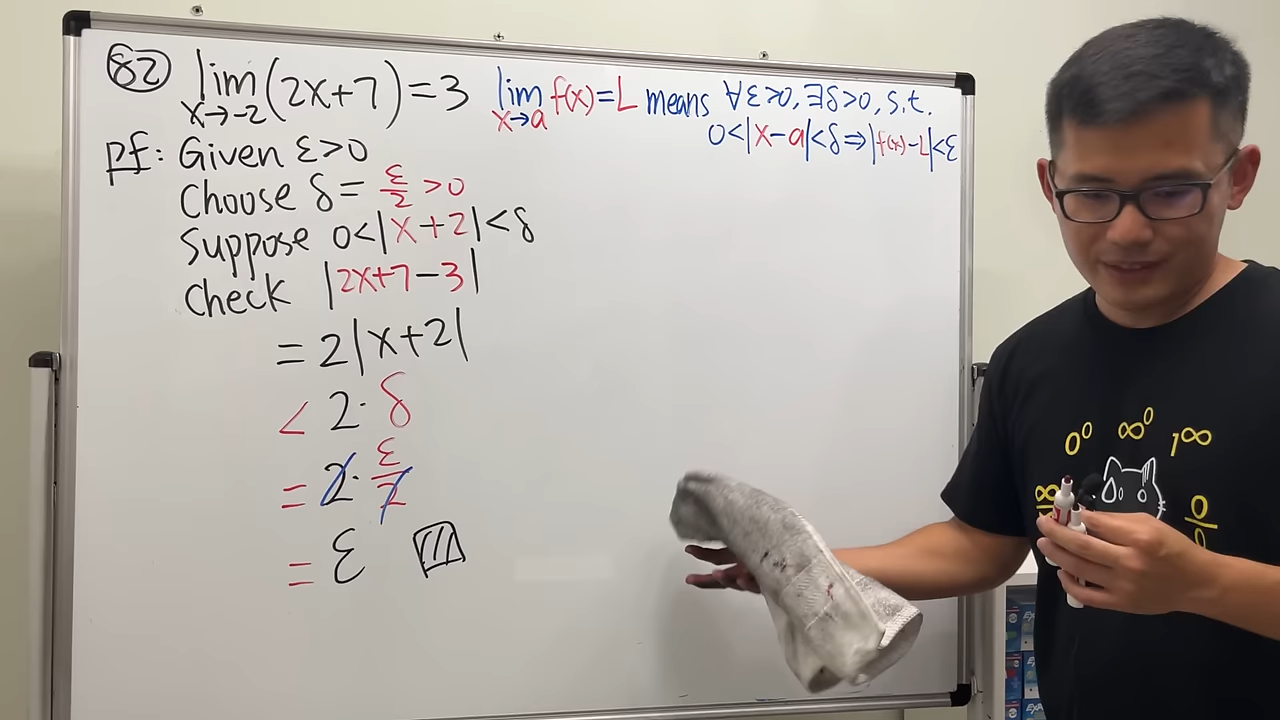 82 lim x→-2 (2x+7)=3
lim x→a f(x)=L means ∀ε>0, ∃δ>0, s.t.
0<|x-a|<δ⇒|f(x)-L|<ε
pf: Given ε>0
Choose δ= ε/2 >0
Suppose 0<|x+2|<δ
Check |2x+7-3|
=2|x+2|
<2·δ
=2·ε/2
=ε
0⁰ ∞⁰ 1^∞
0/0